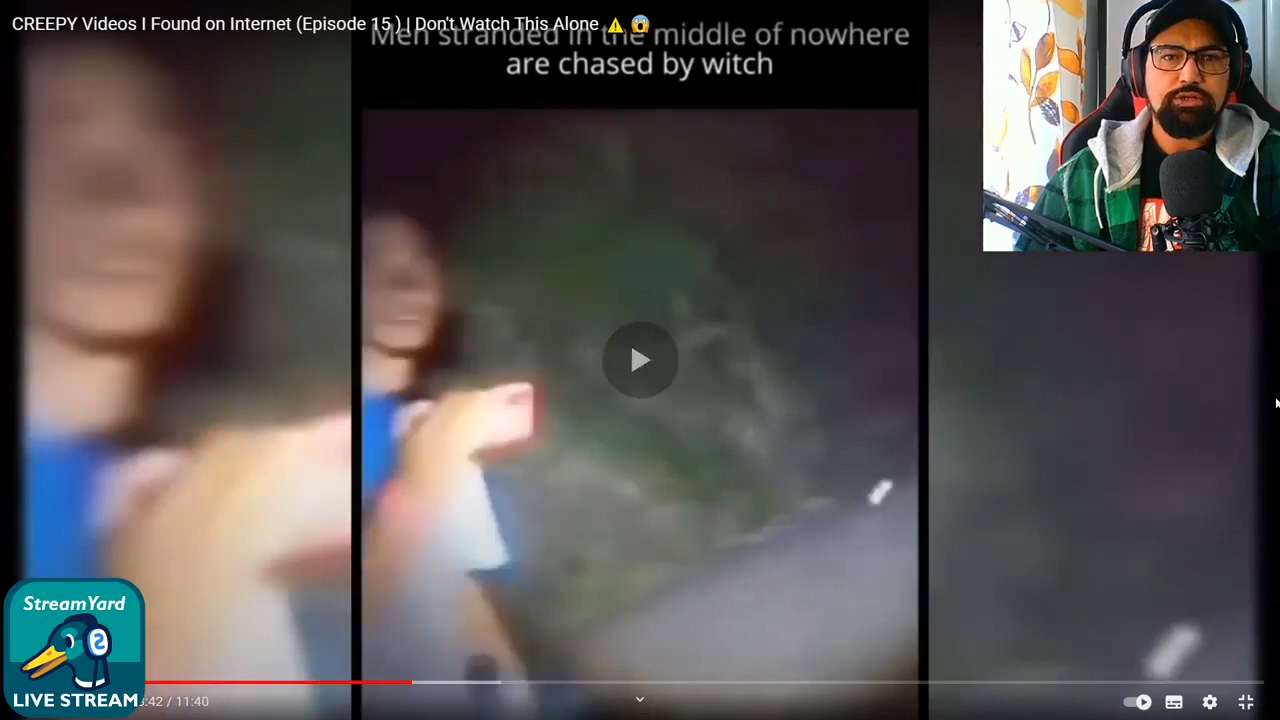 CREEPY Videos I Found on Internet (Episode 15 ) | Don't Watch This Alone ⚠️ 😱
Men stranded in the middle of nowhere
are chased by witch
StreamYard
LIVE STREAM
:42 / 11:40